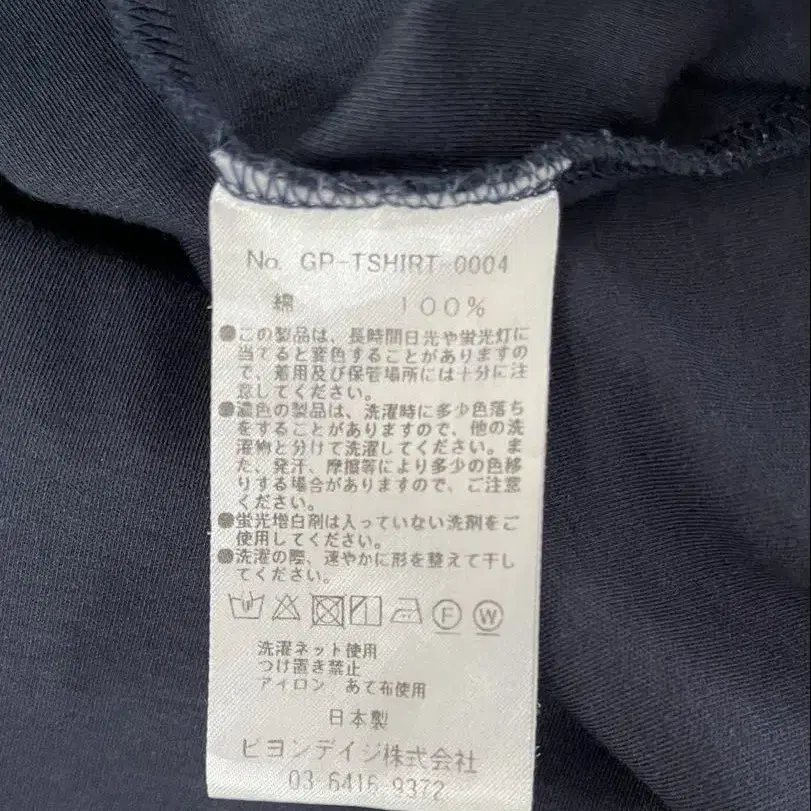 No. GP-TSHIRT-0004
綿 100%
●この製品は、長時間日光や蛍光灯に
当てると変色することがありますの
で、着用及び保管場所には十分に注
意してください。
●濃色の製品は、洗濯時に多少色落ち
をすることがありますので、他の洗
濯物と分けて洗濯してください。ま
た、発汗、摩擦等により多少の色移
りする場合がありますので、ご注意
ください。
●蛍光増白剤は入っていない洗剤をご
使用してください。
●洗濯の際、速やかに形を整えて干し
てください。
F W
洗濯ネット使用
つけ置き禁止
アイロン あて布使用
日本製
ビヨンデイジ株式会社
03-6416-9372